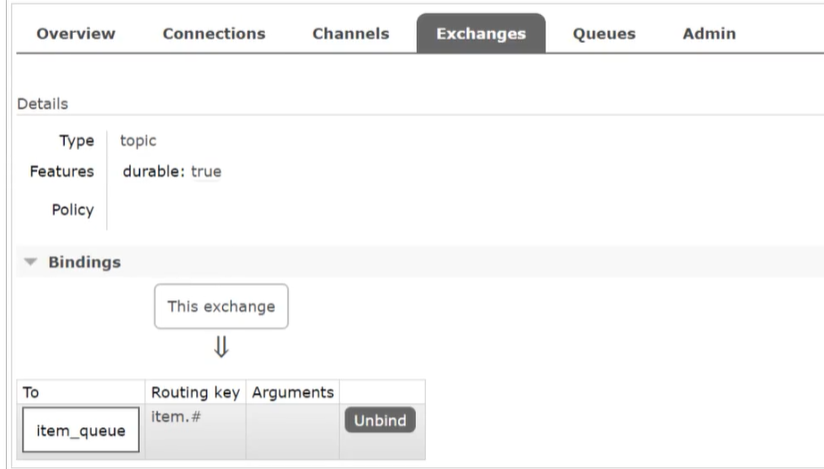 Overview Connections Channels Exchanges Queues Admin
Details
Type topic
Features durable: true
Policy
Bindings
This exchange
To Routing key Arguments
item_queue item.# Unbind